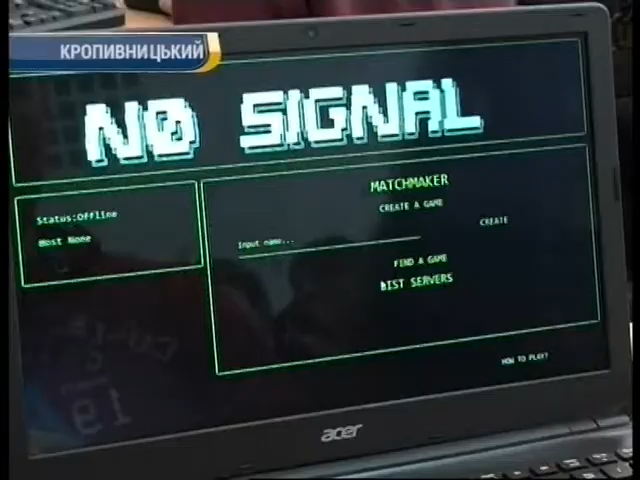 КРОПИВНИЦЬКИЙ
NO SIGNAL
Status:Offline
Host None
MATCHMAKER
CREATE A GAME
CREATE
Input name...
FIND A GAME
LIST SERVERS
HOW TO PLAY?
acer